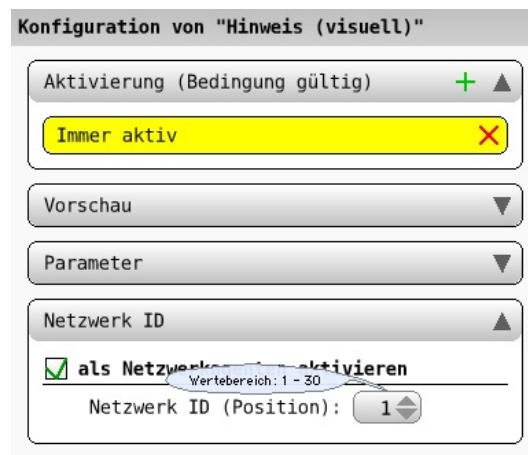 Konfiguration von "Hinweis (visuell)"
Aktivierung (Bedingung gültig)
Immer aktiv
Vorschau
Parameter
Netzwerk ID
als aktivieren
Wertebereich: 1 - 30
Netzwerk ID (Position): 1